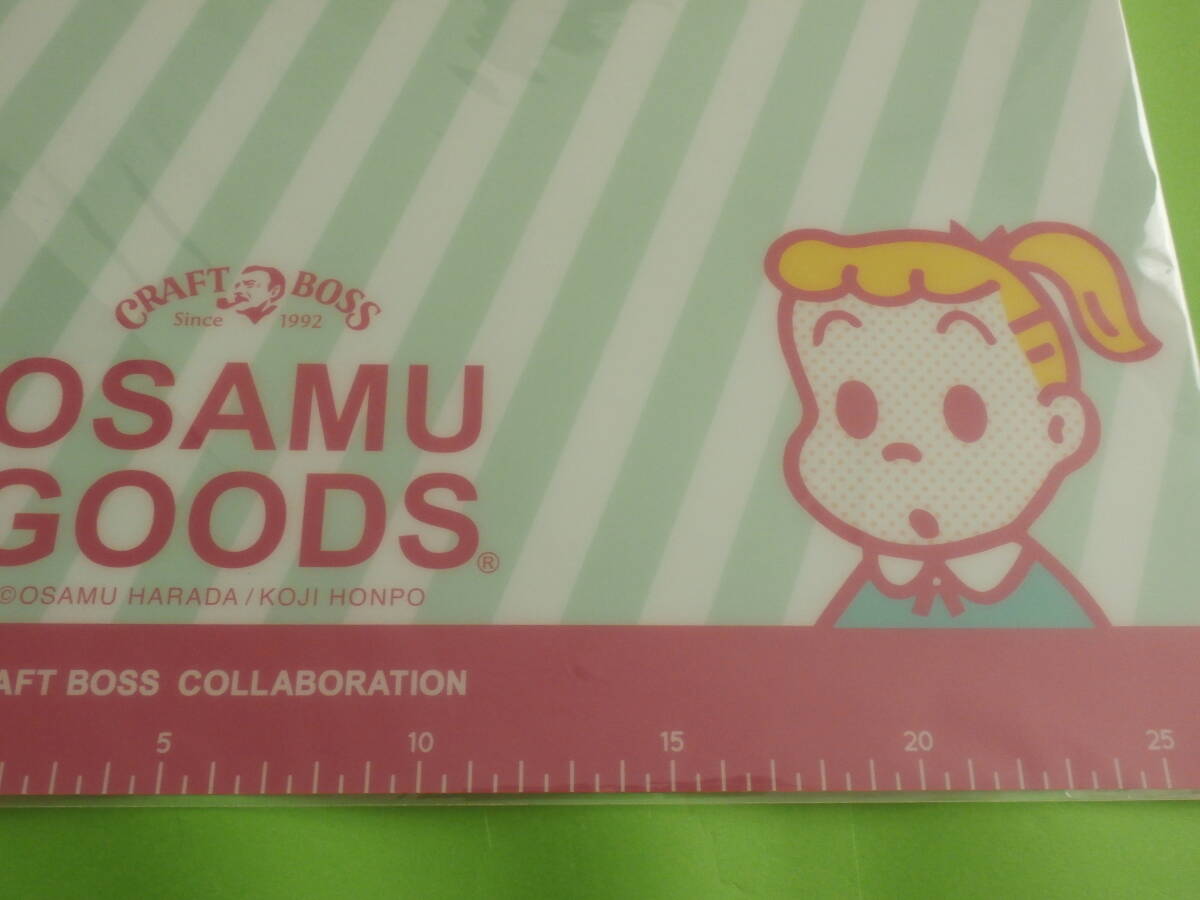 CRAFT BOSS
Since 1992
OSAMU
GOODS®
©OSAMU HARADA / KOJI HONPO
AFT BOSS COLLABORATION
5 10 15 20 25